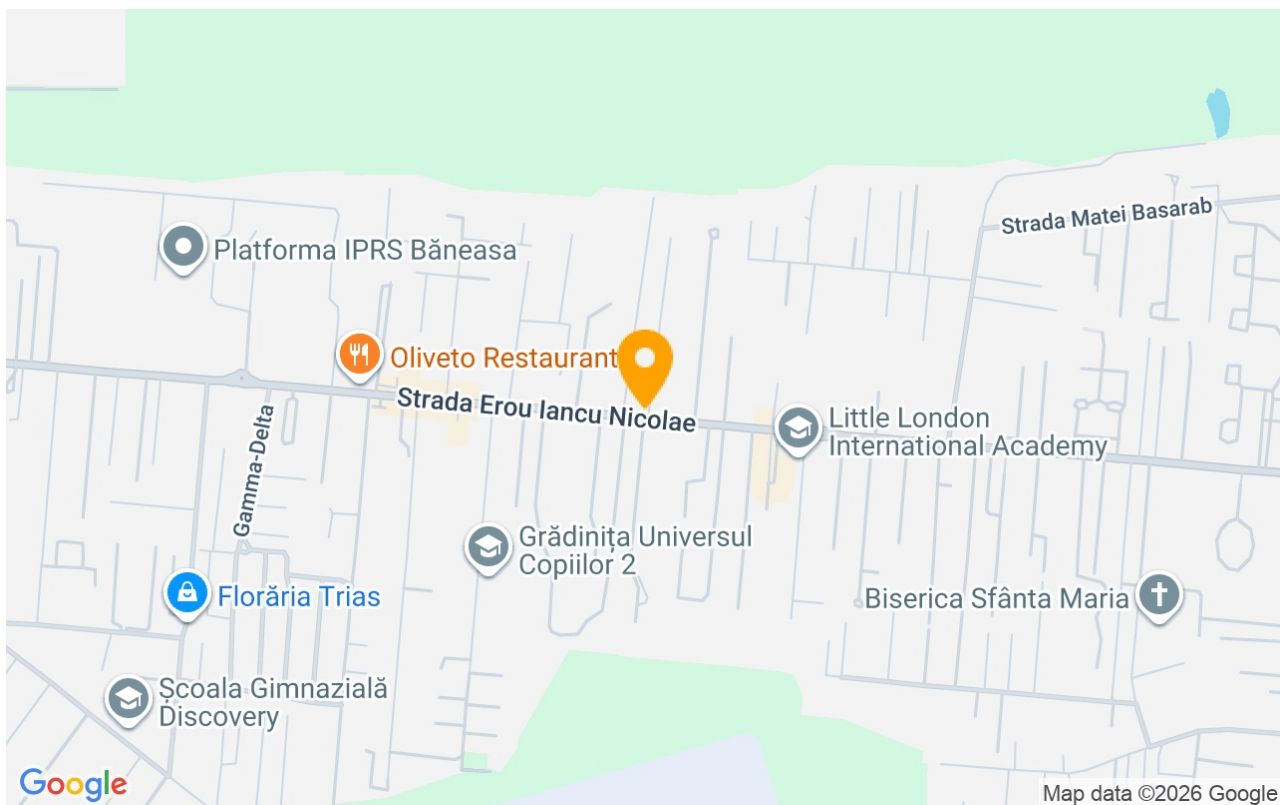 Strada Matei Basarab
Platforma IPRS Băneasa
Oliveto Restaurant
Strada Erou Iancu Nicolae
Little London
International Academy
Gamma-Delta
Grădinița Universul
Copiilor 2
Florăria Trias
Biserica Sfânta Maria
Școala Gimnazială
Discovery
Google
Map data ©2026 Google